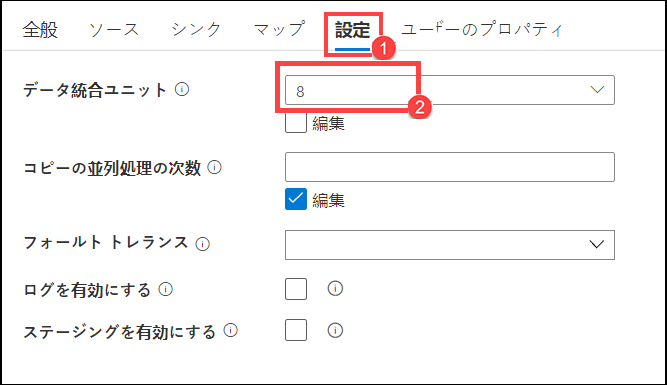 全般 ソース シンク マップ 設定 ユーザーのプロパティ
1
データ統合ユニット
8
2
編集
コピーの並列処理の次数
編集
フォールト トレランス
ログを有効にする
ステージングを有効にする